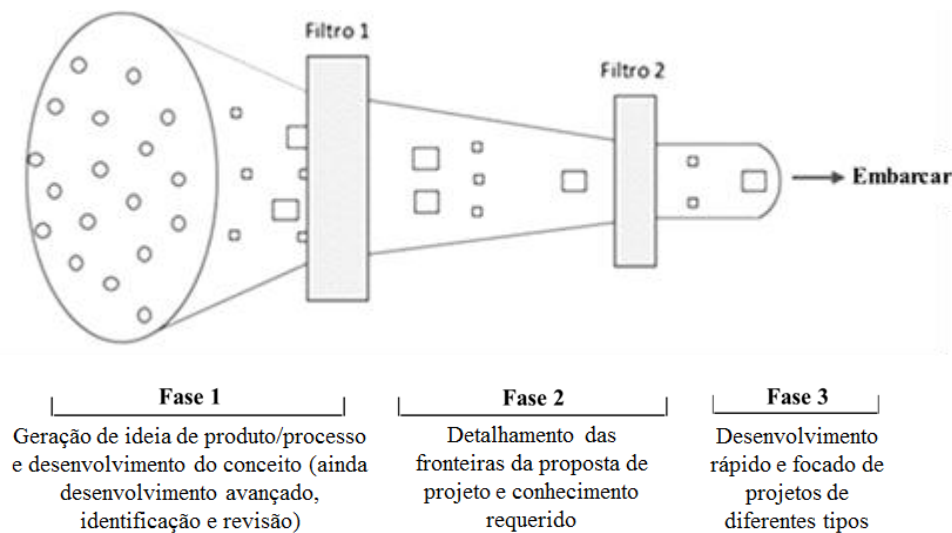 Filtro 1
Filtro 2
Embarcar
Fase 1
Geração de ideia de produto/processo
e desenvolvimento do conceito (ainda
desenvolvimento avançado,
identificação e revisão)
Fase 2
Detalhamento das
fronteiras da proposta de
projeto e conhecimento
requerido
Fase 3
Desenvolvimento
rápido e focado de
projetos de
diferentes tipos